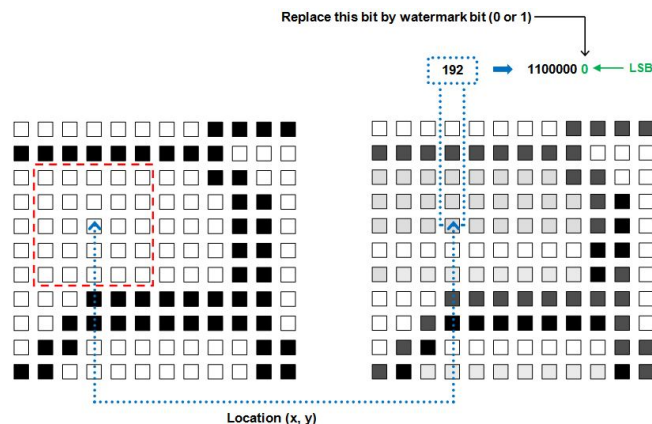 Replace this bit by watermark bit (0 or 1)
192
1100000 0
LSB
Location (x, y)